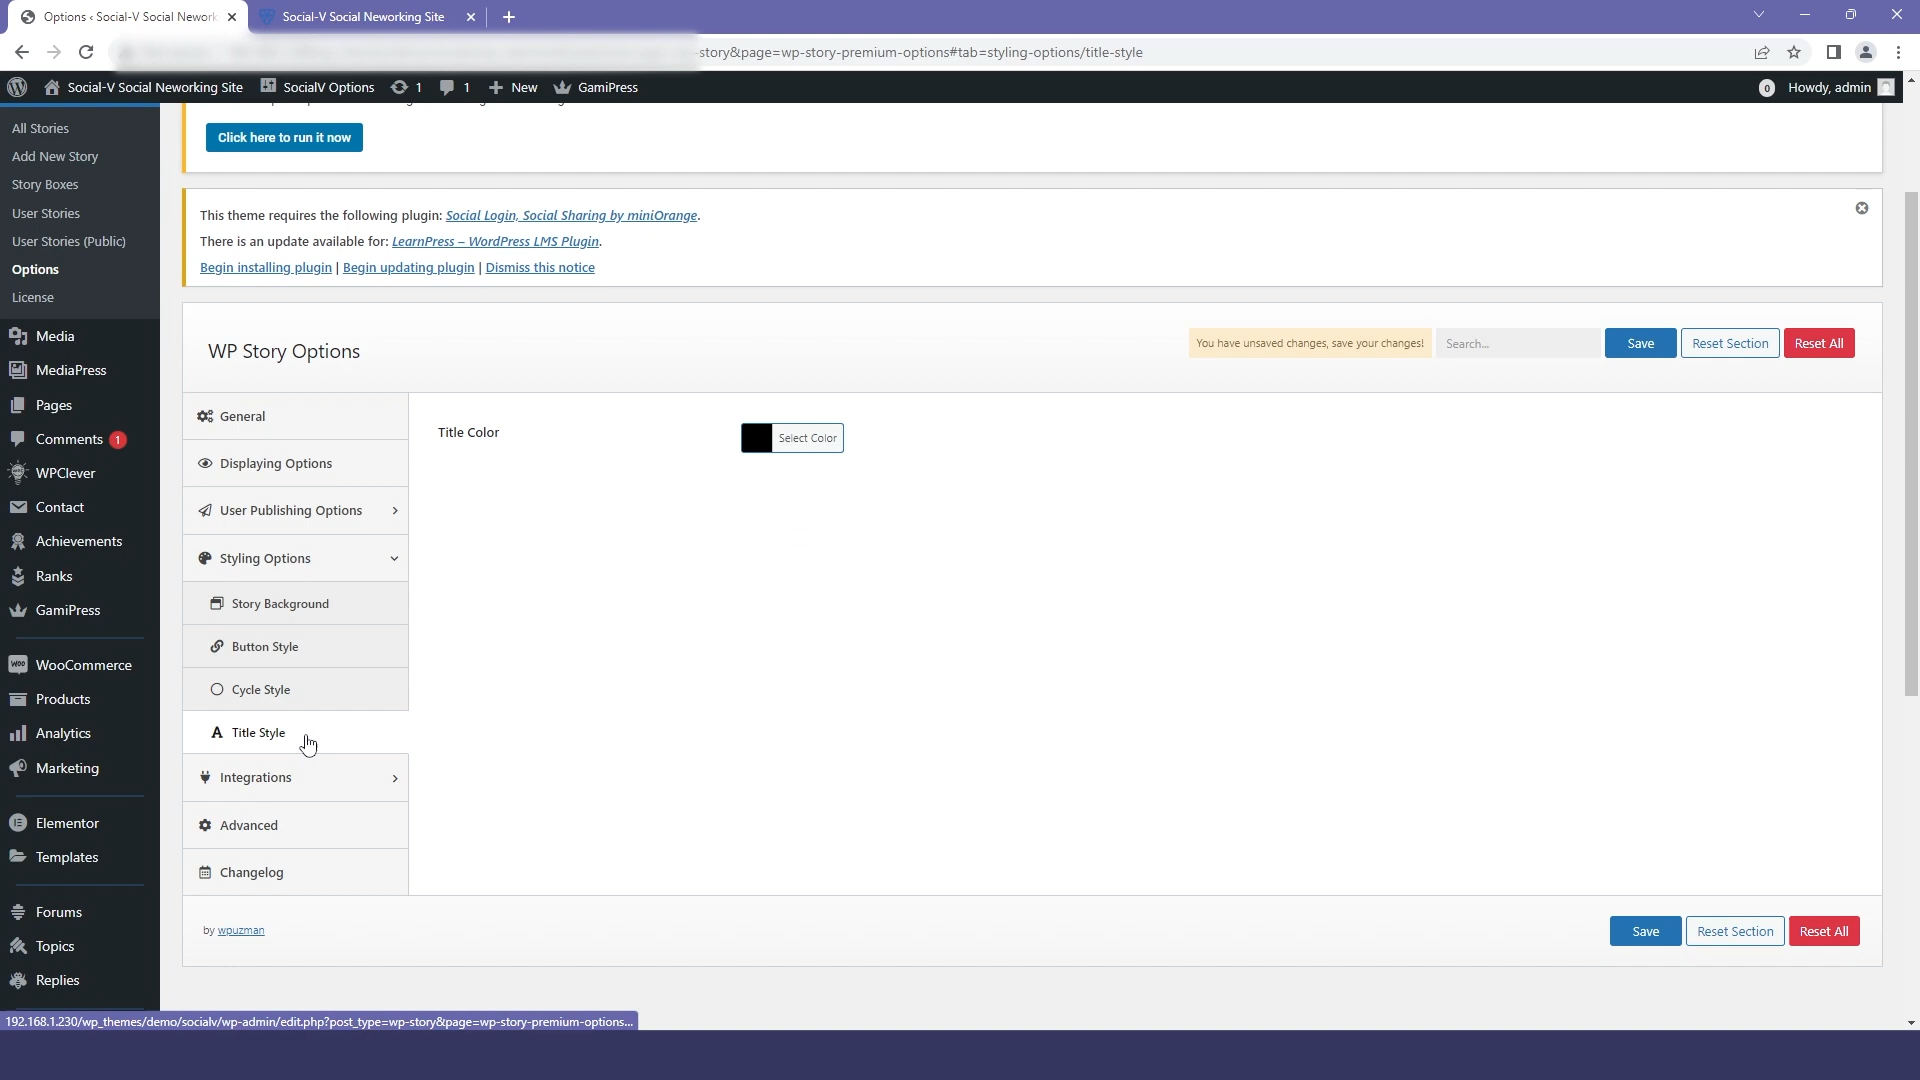 Options ‹ Social-V Social Network
Social-V Social Neworking Site
-story&page=wp-story-premium-options#tab=styling-options/title-style
Social-V Social Neworking Site
SocialV Options
1
1
New
GamiPress
0
Howdy, admin
All Stories
Add New Story
Story Boxes
User Stories
User Stories (Public)
Options
License
Media
MediaPress
Pages
Comments 1
WPClever
Contact
Achievements
Ranks
GamiPress
WooCommerce
Products
Analytics
Marketing
Elementor
Templates
Forums
Topics
Replies
Click here to run it now
This theme requires the following plugin: Social Login, Social Sharing by miniOrange.
There is an update available for: LearnPress – WordPress LMS Plugin.
Begin installing plugin | Begin updating plugin | Dismiss this notice
WP Story Options
You have unsaved changes, save your changes!
Search...
Save
Reset Section
Reset All
General
Displaying Options
User Publishing Options
Styling Options
Story Background
Button Style
Cycle Style
Title Style
Integrations
Advanced
Changelog
Title Color
Select Color
by wpuzman
Save
Reset Section
Reset All
192.168.1.230/wp_themes/demo/socialv/wp-admin/edit.php?post_type=wp-story&page=wp-story-premium-options...